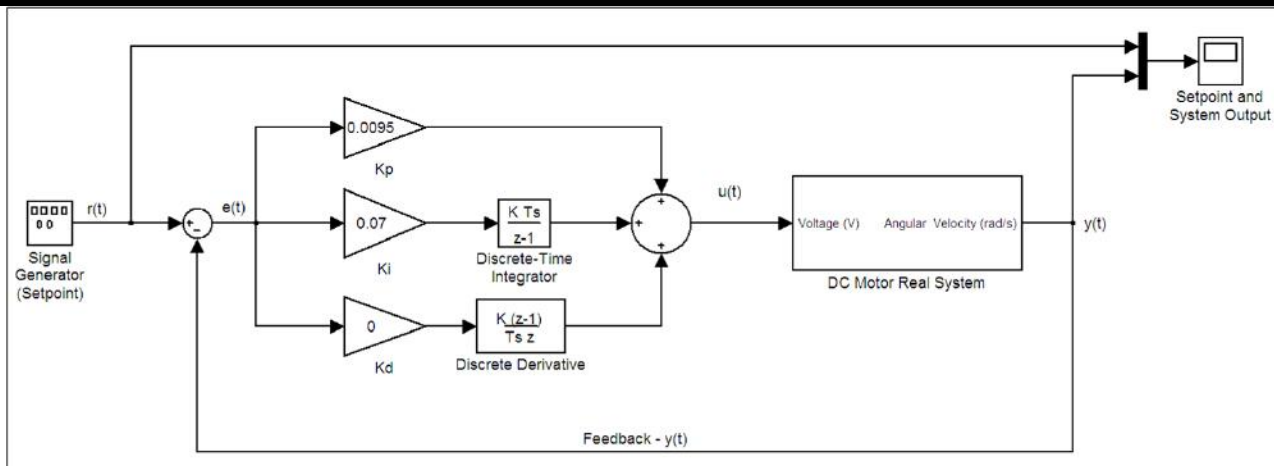 Setpoint and
System Output
0.0095
Kp
r(t)
e(t)
u(t)
+
-
0.07
Ki
K Ts
z-1
Discrete-Time
Integrator
+
+
+
Voltage (V)
Angular Velocity (rad/s)
y(t)
DC Motor Real System
Signal
Generator
(Setpoint)
0
Kd
K (z-1)
Ts z
Discrete Derivative
Feedback - y(t)